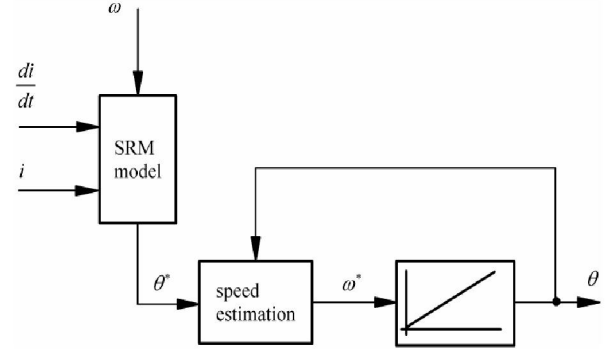 ω
di
dt
i
SRM
model
θ*
speed
estimation
ω*
θ